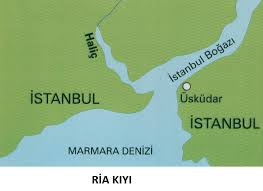 Haliç
İstanbul Boğazı
Üsküdar
İSTANBUL
İSTANBUL
MARMARA DENİZİ
RİA KIYI